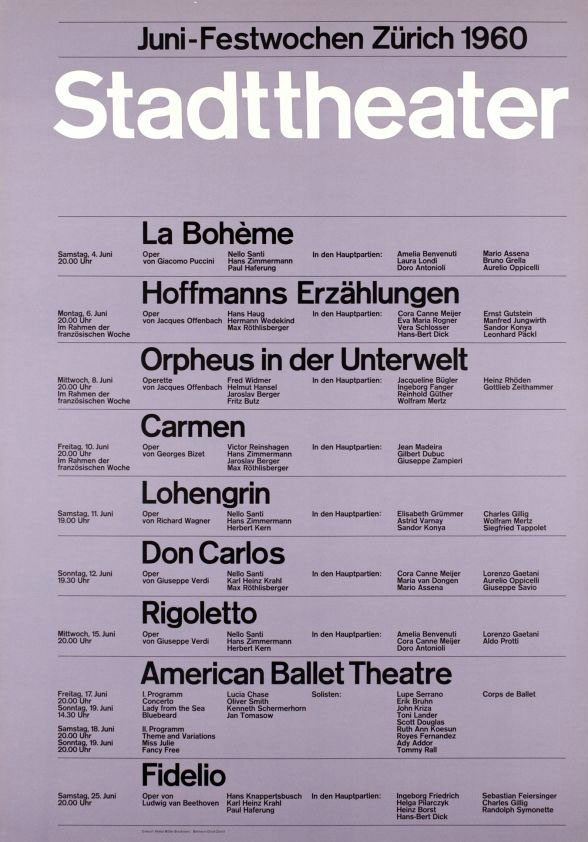 Juni-Festwochen Zürich 1960
Stadttheater
La Bohème
Samstag, 4. Juni Oper Nello Santi In den Hauptpartien: Amelia Benvenuti Mario Assena
20.00 Uhr von Giacomo Puccini Hans Zimmermann Laura Londi Bruno Grella
Paul Haferung Doro Antonioli Aurelio Oppicelli
Hoffmanns Erzählungen
Montag, 6. Juni Oper Hans Haug In den Hauptpartien: Cora Canne Meijer Ernst Gutstein
20.00 Uhr von Jacques Offenbach Hermann Wedekind Eva Maria Rogner Manfred Jungwirth
Im Rahmen der Max Röthlisberger Vera Schlosser Sandor Konya
französischen Woche Hans-Bert Dick Leonhard Päckl
Orpheus in der Unterwelt
Mittwoch, 8. Juni Operette Fred Widmer In den Hauptpartien: Jacqueline Bügler Heinz Rhöden
20.00 Uhr von Jacques Offenbach Helmut Hansel Ingeborg Fanger Gottlieb Zeithammer
Im Rahmen der Jaroslav Berger Reinhold Güther
französischen Woche Fritz Butz Wolfram Mertz
Carmen
Freitag, 10. Juni Oper Victor Reinshagen In den Hauptpartien: Jean Madeira
20.00 Uhr von Georges Bizet Hans Zimmermann Gilbert Dubuc
Im Rahmen der Jaroslav Berger Giuseppe Zampieri
französischen Woche Max Röthlisberger
Lohengrin
Samstag, 11. Juni Oper Nello Santi In den Hauptpartien: Elisabeth Grümmer Charles Gillig
19.00 Uhr von Richard Wagner Hans Zimmermann Astrid Varnay Wolfram Mertz
Herbert Kern Sandor Konya Siegfried Tappolet
Don Carlos
Sonntag, 12. Juni Oper Nello Santi In den Hauptpartien: Cora Canne Meijer Lorenzo Gaetani
19.30 Uhr von Giuseppe Verdi Karl Heinz Krahl Maria van Dongen Aurelio Oppicelli
Max Röthlisberger Mario Assena Giuseppe Savio
Rigoletto
Mittwoch, 15. Juni Oper Nello Santi In den Hauptpartien: Amelia Benvenuti Lorenzo Gaetani
20.00 Uhr von Giuseppe Verdi Hans Zimmermann Cora Canne Meijer Aldo Protti
Herbert Kern Doro Antonioli
American Ballet Theatre
Freitag, 17. Juni I. Programm Lucia Chase Solisten: Lupe Serrano Corps de Ballet
20.00 Uhr Concerto Oliver Smith Erik Bruhn
Sonntag, 19. Juni Lady from the Sea Kenneth Schermerhorn John Kriza
14.30 Uhr Bluebeard Jan Tomasow Toni Lander
Scott Douglas
Samstag, 18. Juni II. Programm Ruth Ann Koesun
20.00 Uhr Theme and Variations Royes Fernandez
Sonntag, 19. Juni Miss Julie Ady Addor
20.00 Uhr Fancy Free Tommy Rall
Fidelio
Samstag, 25. Juni Oper von Hans Knappertsbusch In den Hauptpartien: Ingeborg Friedrich Sebastian Feiersinger
20.00 Uhr Ludwig van Beethoven Karl Heinz Krahl Helga Pilarczyk Charles Gillig
Paul Haferung Heinz Borst Randolph Symonette
Hans-Bert Dick